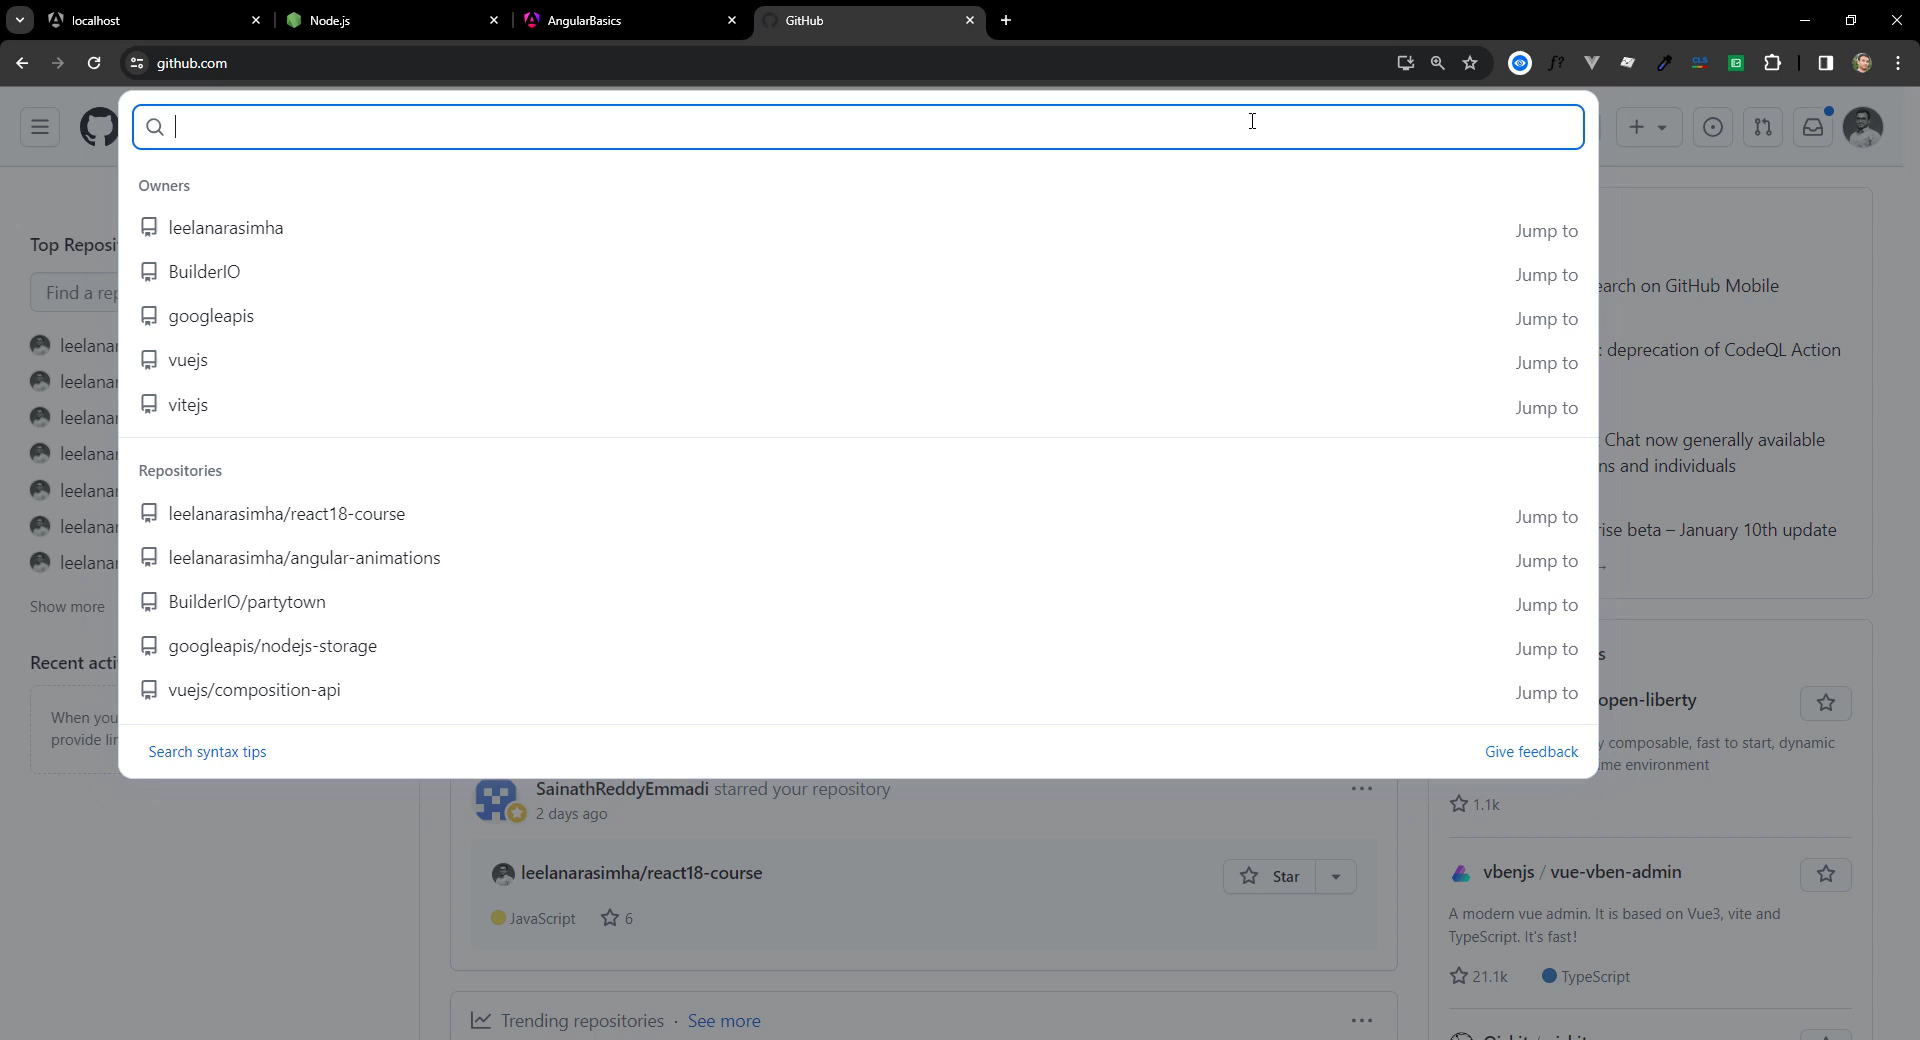 localhost
Node.js
AngularBasics
GitHub
github.com
f?
CLS
Owners
leelanarasimha Jump to
BuilderIO Jump to
googleapis Jump to
vuejs Jump to
vitejs Jump to
Repositories
leelanarasimha/react18-course Jump to
leelanarasimha/angular-animations Jump to
BuilderIO/partytown Jump to
googleapis/nodejs-storage Jump to
vuejs/composition-api Jump to
Search syntax tips Give feedback
Top Reposi
Find a rep
leelanar
leelanar
leelanar
leelanar
leelanar
leelanar
leelanar
Show more
Recent acti
When you
provide lin
SainathReddyEmmadi starred your repository
2 days ago
leelanarasimha/react18-course
Star
JavaScript 6
Trending repositories · See more
earch on GitHub Mobile
: deprecation of CodeQL Action
Chat now generally available
ns and individuals
rise beta – January 10th update
s
open-liberty
y composable, fast to start, dynamic
me environment
1.1k
vbenjs / vue-vben-admin
A modern vue admin. It is based on Vue3, vite and
TypeScript. It's fast!
21.1k TypeScript